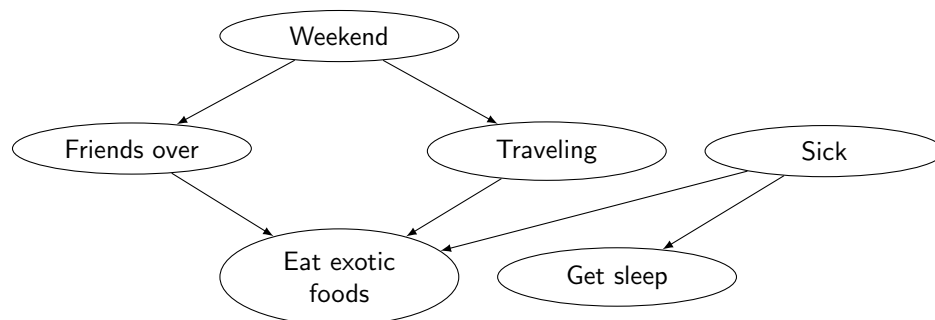 Weekend
Friends over
Traveling
Sick
Eat exotic
foods
Get sleep